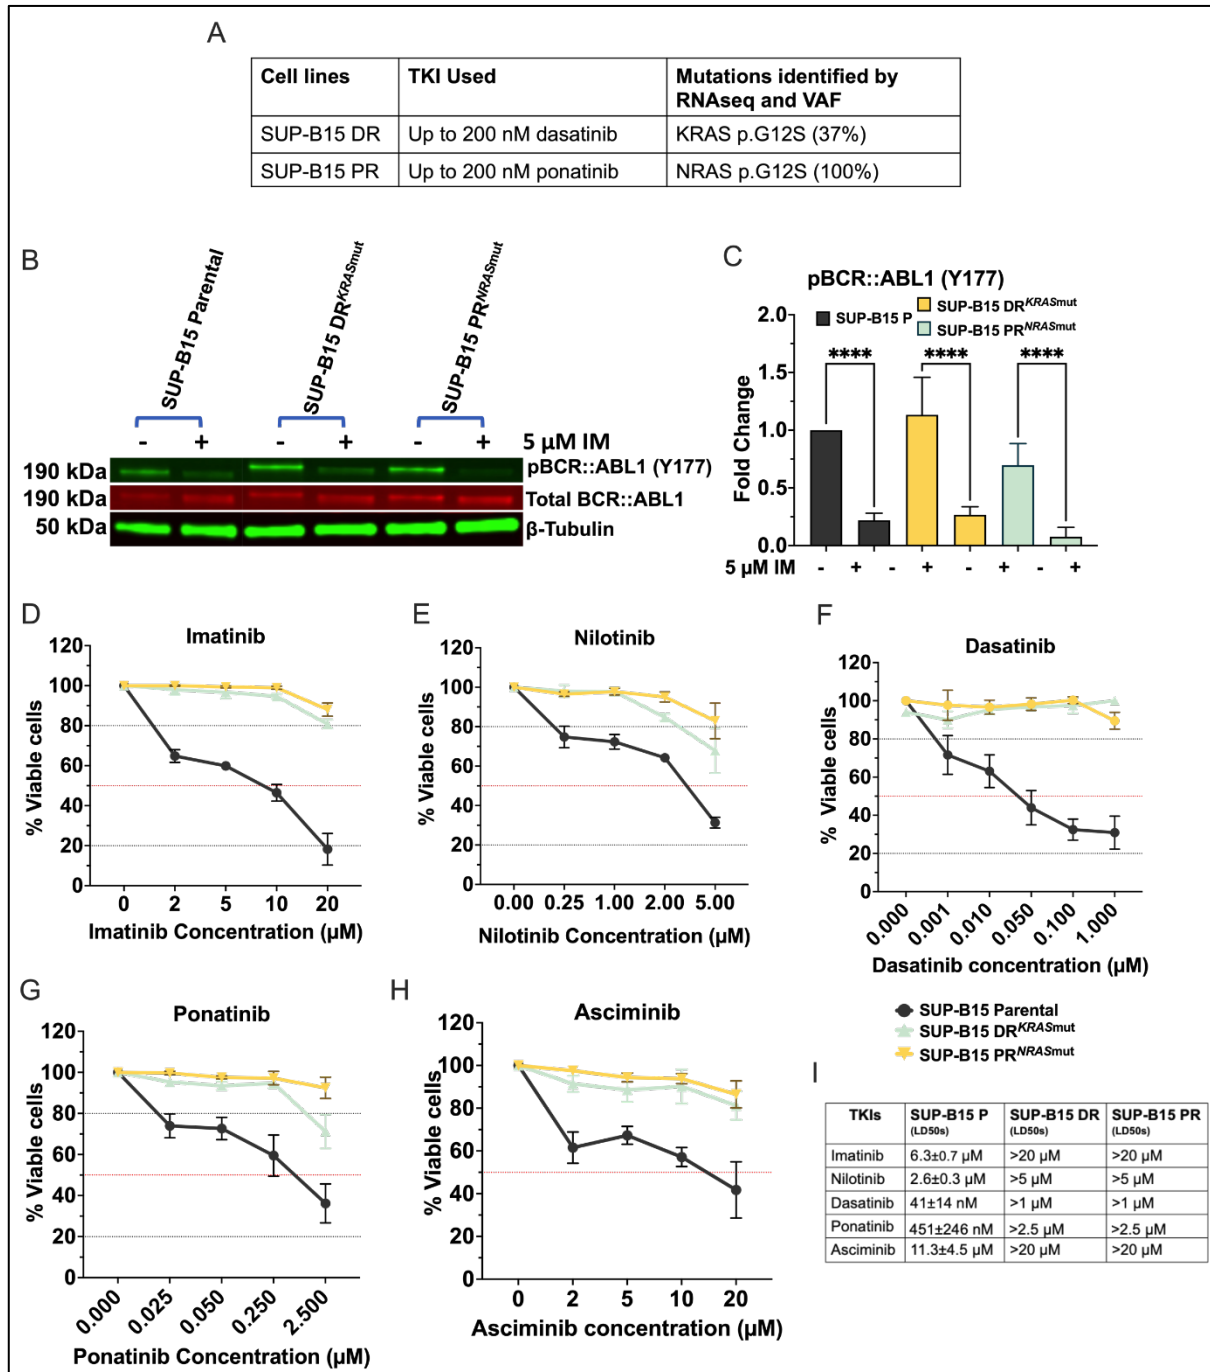 A
Cell lines TKI Used Mutations identified by
RNAseq and VAF
SUP-B15 DR Up to 200 nM dasatinib KRAS p.G12S (37%)
SUP-B15 PR Up to 200 nM ponatinib NRAS p.G12S (100%)
B
SUP-B15 Parental
SUP-B15 DRKRASmut
SUP-B15 PRNRASmut
- + - + - + 5 µM IM
190 kDa pBCR::ABL1 (Y177)
190 kDa Total BCR::ABL1
50 kDa β-Tubulin
C
pBCR::ABL1 (Y177)
SUP-B15 P
SUP-B15 DRKRASmut
SUP-B15 PRNRASmut
Fold Change
2.0
1.5
1.0
0.5
0.0
**** **** ****
5 µM IM - + + - + - +
D
Imatinib
% Viable cells
120
100
80
60
40
20
0
0 2 5 10 20
Imatinib Concentration (µM)
E
Nilotinib
% Viable cells
120
100
80
60
40
20
0
0.00 0.25 1.00 2.00 5.00
Nilotinib Concentration (µM)
F
Dasatinib
% Viable cells
120
100
80
60
40
20
0
0.000 0.001 0.010 0.050 0.100 1.000
Dasatinib concentration (µM)
G
Ponatinib
% Viable cells
120
100
80
60
40
20
0
0.000 0.025 0.050 0.250 2.500
Ponatinib Concentration (µM)
H
Asciminib
% Viable cells
120
100
80
60
40
20
0
0 2 5 10 20
Asciminib concentration (µM)
SUP-B15 Parental
SUP-B15 DRKRASmut
SUP-B15 PRNRASmut
I
TKIs SUP-B15 P (LD50s) SUP-B15 DR (LD50s) SUP-B15 PR (LD50s)
Imatinib 6.3±0.7 µM >20 µM >20 µM
Nilotinib 2.6±0.3 µM >5 µM >5 µM
Dasatinib 41±14 nM >1 µM >1 µM
Ponatinib 451±246 nM >2.5 µM >2.5 µM
Asciminib 11.3±4.5 µM >20 µM >20 µM